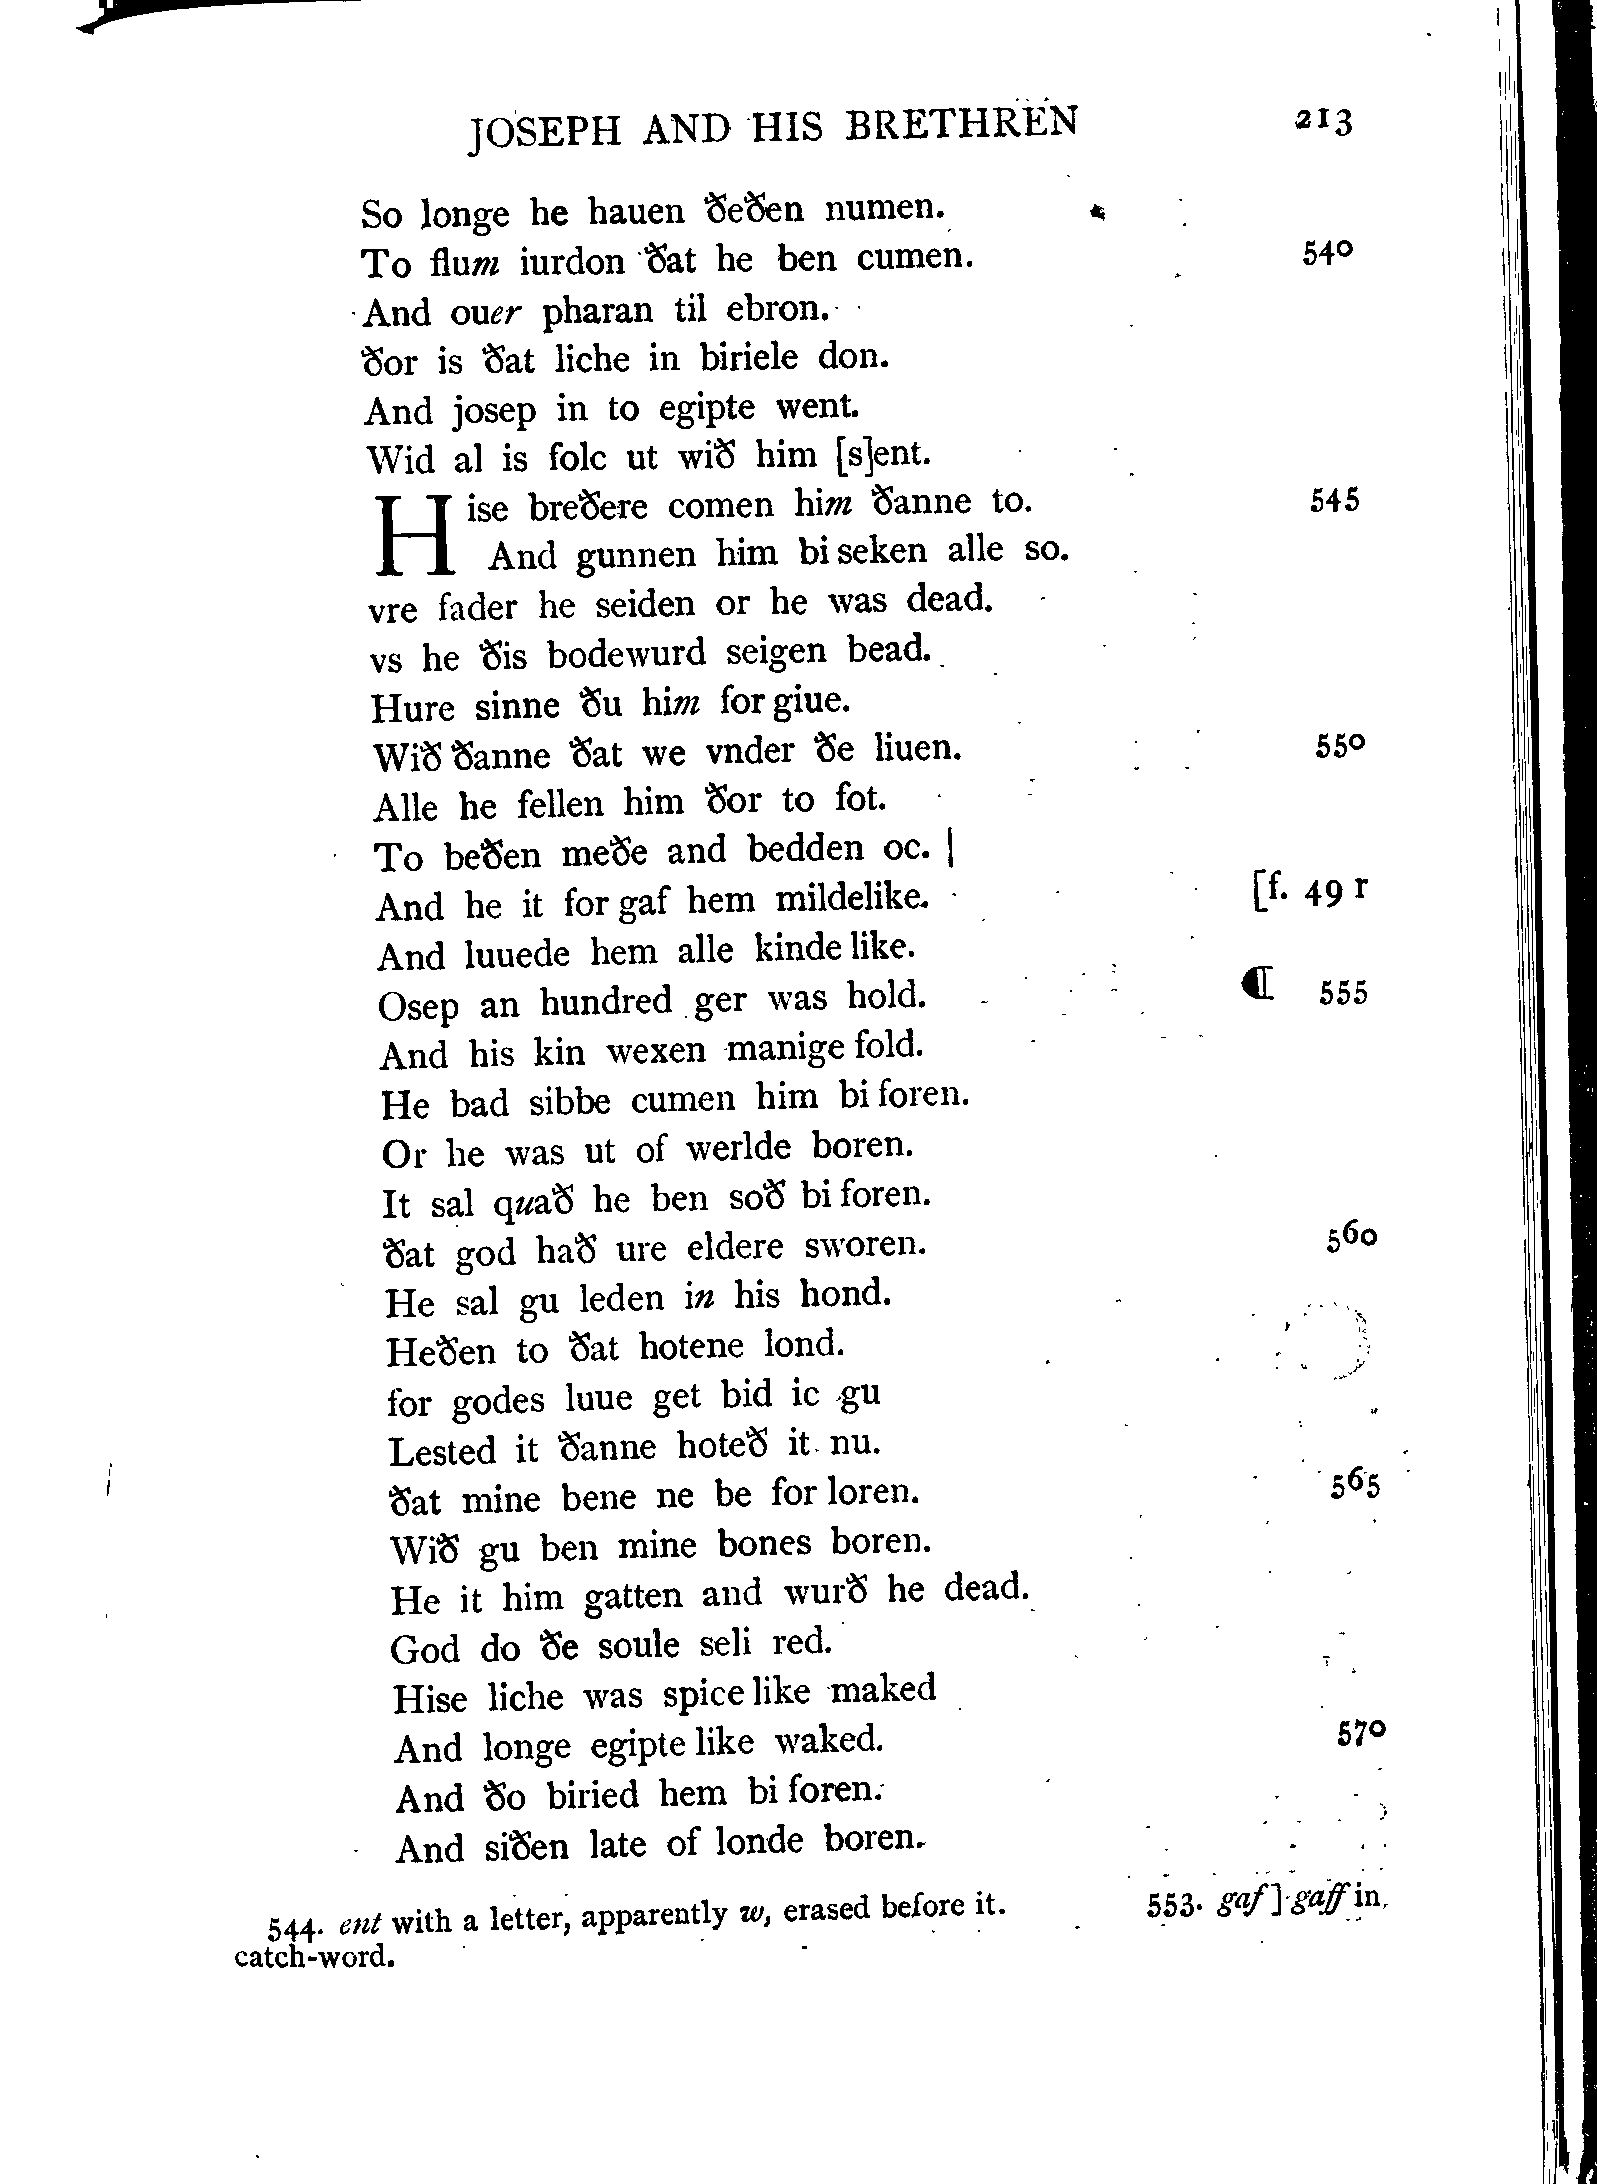 JOSEPH AND HIS BRETHREN 213
So longe he hauen ðeðen numen.
To flum iurdon ðat he ben cumen. 540
And ouer pharan til ebron.
ðor is ðat liche in biriele don.
And josep in to egipte went.
Wid al is folc ut wið him [s]ent.
Hise breðere comen him ðanne to. 545
And gunnen him bi seken alle so.
vre fader he seiden or he was dead.
vs he ðis bodewurd seigen bead.
Hure sinne ðu him for giue.
Wið ðanne ðat we vnder ðe liuen. 550
Alle he fellen him ðor to fot.
To beðen meðe and bedden oc. |
And he it for gaf hem mildelike. [f. 49 r
And luuede hem alle kinde like.
Osep an hundred ger was hold. ¶ 555
And his kin wexen manige fold.
He bad sibbe cumen him bi foren.
Or he was ut of werlde boren.
It sal quað he ben soð bi foren.
ðat god hað ure eldere sworen. 560
He sal gu leden in his hond.
Heðen to ðat hotene lond.
for godes luue get bid ic gu
Lested it ðanne hoteð it nu.
ðat mine bene ne be for loren. 565
Wið gu ben mine bones boren.
He it him gatten and wurð he dead.
God do ðe soule seli red.
Hise liche was spice like maked
And longe egipte like waked. 570
And ðo biried hem bi foren.
And siðen late of londe boren.
544. ent with a letter, apparently w, erased before it. 553. gaf] gaff in
catch-word.